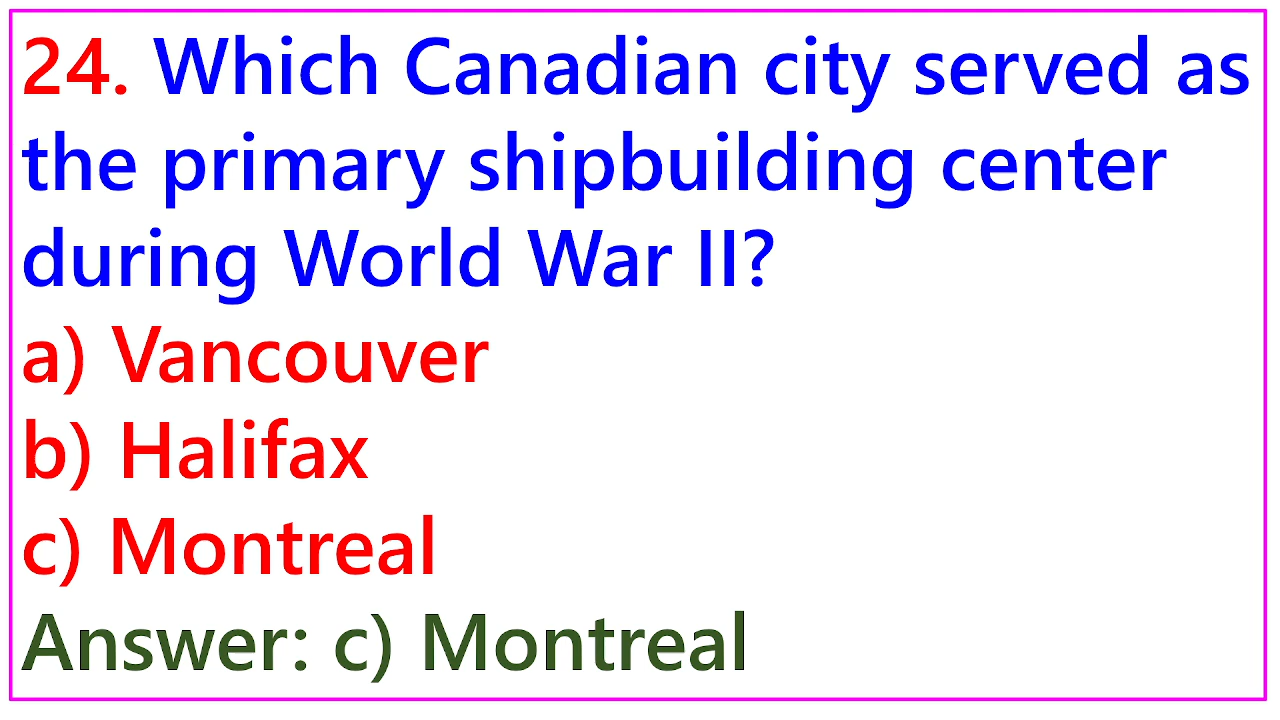 24. Which Canadian city served as
the primary shipbuilding center
during World War II?
a) Vancouver
b) Halifax
c) Montreal
Answer: c) Montreal